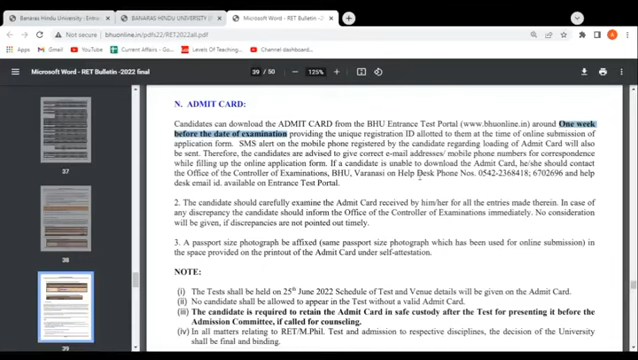 Banaras Hindu University - Entran
BANARAS HINDU UNIVERSITY (
Microsoft Word - RET Bulletin -2
Not secure | bhuonline.in/pdfs22/RET2022all.pdf
Apps Gmail YouTube Current Affairs - Go... Levels Of Teaching... Channel dashboard...
Microsoft Word - RET Bulletin -2022 final
39 / 50
125%
37
38
39
N. ADMIT CARD:
Candidates can download the ADMIT CARD from the BHU Entrance Test Portal (www.bhuonline.in) around One week
before the date of examination providing the unique registration ID allotted to them at the time of online submission of
application form. SMS alert on the mobile phone registered by the candidate regarding loading of Admit Card will also
be sent. Therefore, the candidates are advised to give correct e-mail addresses/ mobile phone numbers for correspondence
while filling up the online application form. If a candidate is unable to download the Admit Card, he/she should contact
the Office of the Controller of Examinations, BHU, Varanasi on Help Desk Phone Nos. 0542-2368418; 6702696 and help
desk email id. available on Entrance Test Portal.
2. The candidate should carefully examine the Admit Card received by him/her for all the entries made therein. In case
of any discrepancy the candidate should inform the Office of the Controller of Examinations immediately. No consideration
will be given, if discrepancies are not pointed out timely.
3. A passport size photograph be affixed (same passport size photograph which has been used for online submission) in
the space provided on the printout of the Admit Card under self-attestation.
NOTE:
(i) The Tests shall be held on 25th June 2022 Schedule of Test and Venue details will be given on the Admit Card.
(ii) No candidate shall be allowed to appear in the Test without a valid Admit Card.
(iii) The candidate is required to retain the Admit Card in safe custody after the Test for presenting it before the
Admission Committee, if called for counseling.
(iv) In all matters relating to RET/M.Phil. Test and admission to respective disciplines, the decision of the University
shall be final and binding.